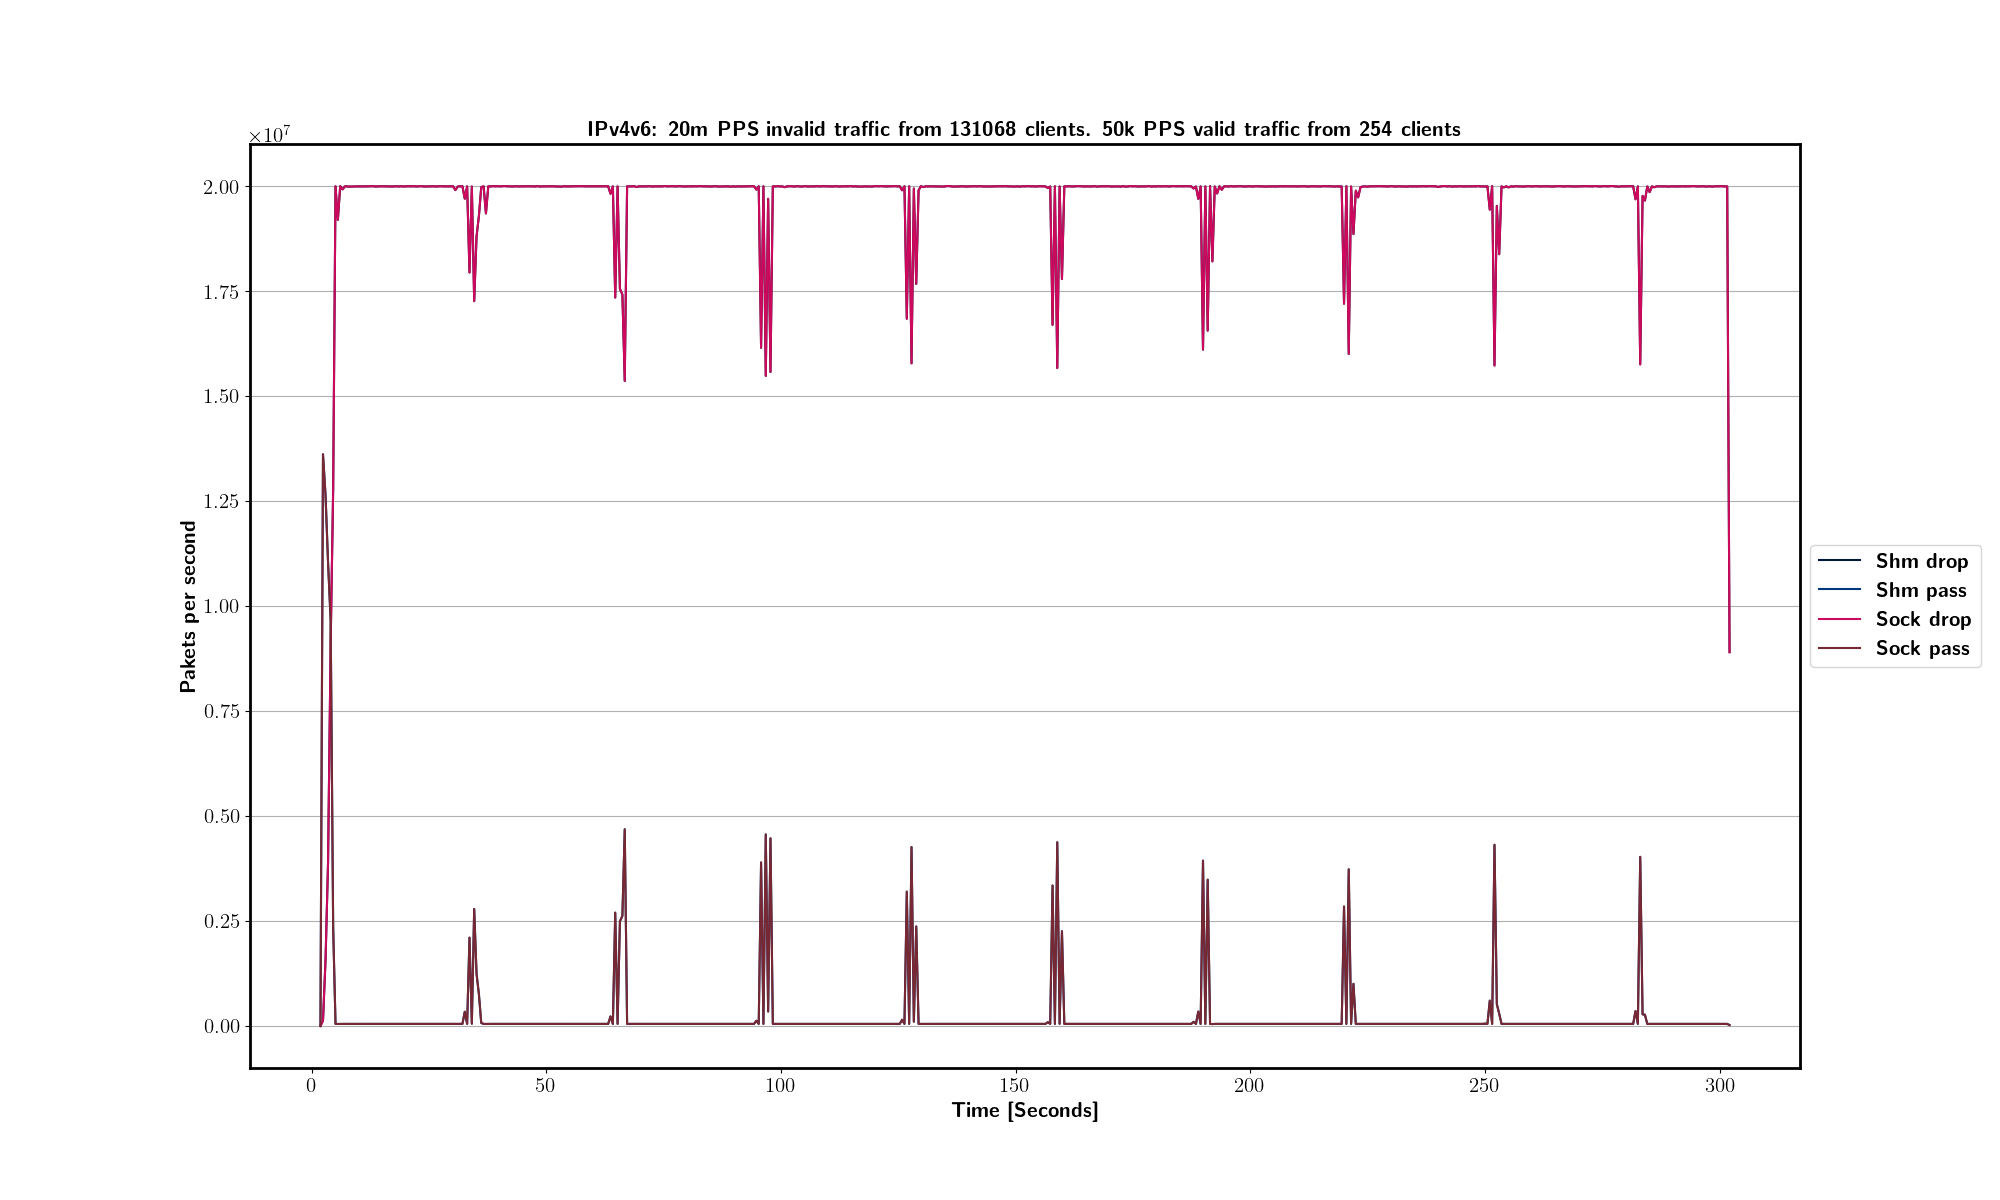 IPv4v6: 20m PPS invalid traffic from 131068 clients. 50k PPS valid traffic from 254 clients
×10⁷
2.00
1.75
1.50
1.25
1.00
0.75
0.50
0.25
0.00
Pakets per second
0 50 100 150 200 250 300
Time [Seconds]
Shm drop
Shm pass
Sock drop
Sock pass